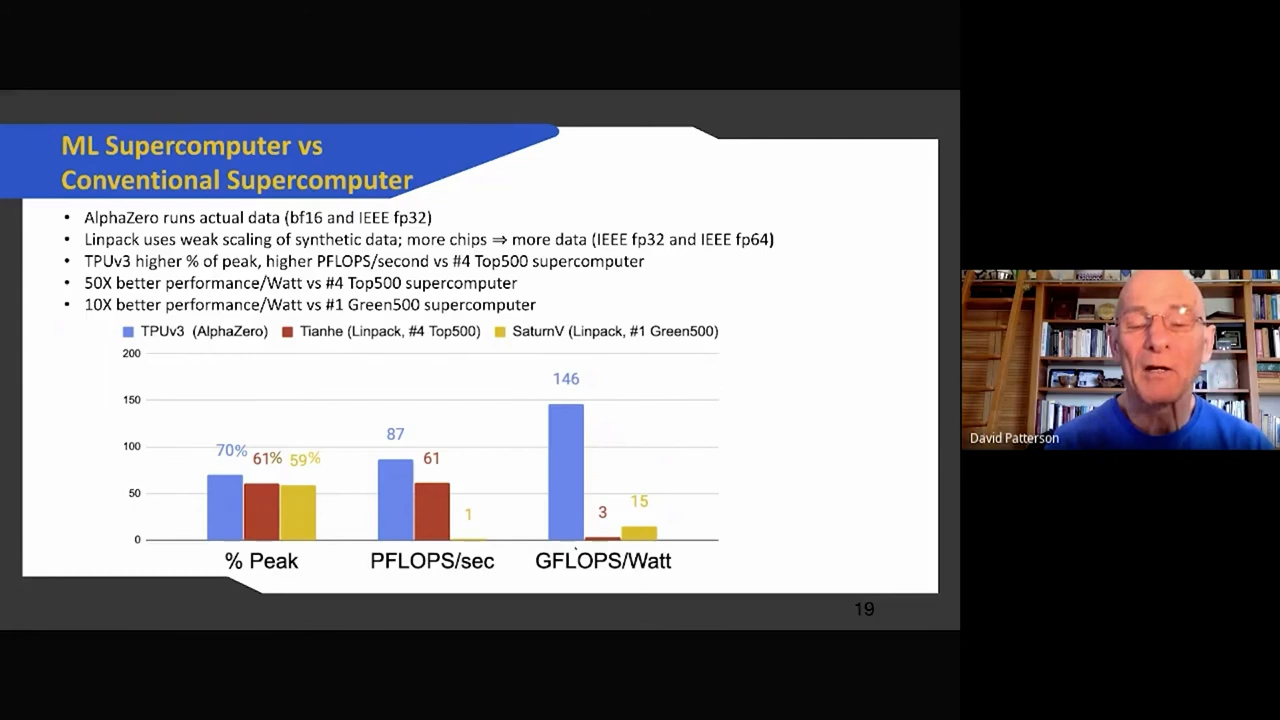 ML Supercomputer vs
Conventional Supercomputer
• AlphaZero runs actual data (bf16 and IEEE fp32)
• Linpack uses weak scaling of synthetic data; more chips ⇒ more data (IEEE fp32 and IEEE fp64)
• TPUv3 higher % of peak, higher PFLOPS/second vs #4 Top500 supercomputer
• 50X better performance/Watt vs #4 Top500 supercomputer
• 10X better performance/Watt vs #1 Green500 supercomputer
TPUv3 (AlphaZero) Tianhe (Linpack, #4 Top500) SaturnV (Linpack, #1 Green500)
200
150
100
50
0
70% 61% 59%
87 61 1
146 3 15
% Peak PFLOPS/sec GFLOPS/Watt
19
David Patterson